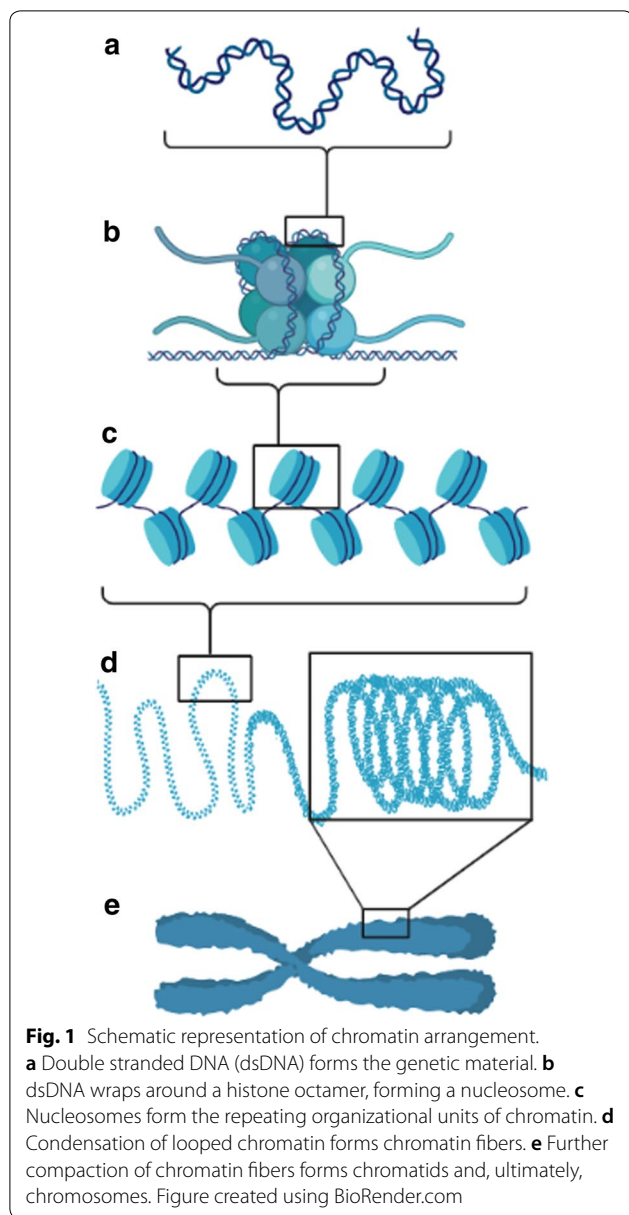 a
b
c
d
e
Fig. 1 Schematic representation of chromatin arrangement.
a Double stranded DNA (dsDNA) forms the genetic material. b
dsDNA wraps around a histone octamer, forming a nucleosome. c
Nucleosomes form the repeating organizational units of chromatin. d
Condensation of looped chromatin forms chromatin fibers. e Further
compaction of chromatin fibers forms chromatids and, ultimately,
chromosomes. Figure created using BioRender.com